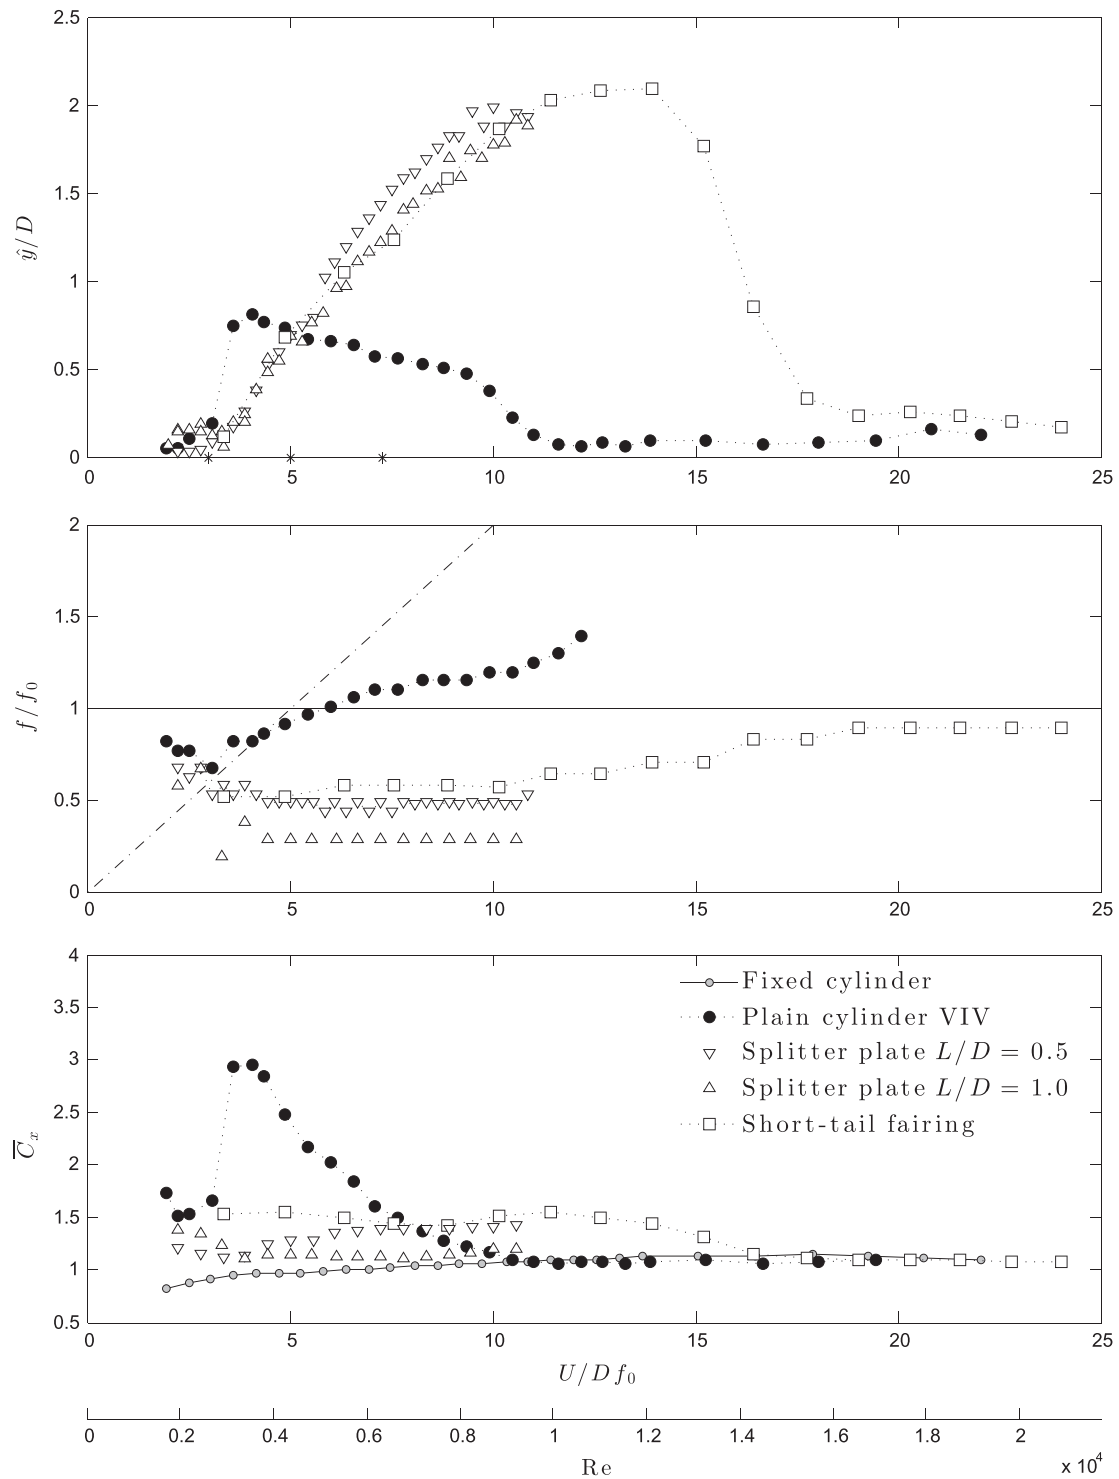 2.5
2
1.5
1
0.5
0
ŷ/D
0 5 10 15 20 25
2
1.5
1
0.5
0
f/f₀
0 5 10 15 20 25
4
3.5
3
2.5
2
1.5
1
0.5
C̅ₓ
Fixed cylinder
Plain cylinder VIV
Splitter plate L/D = 0.5
Splitter plate L/D = 1.0
Short-tail fairing
0 5 10 15 20 25
U/Df₀
0 0.2 0.4 0.6 0.8 1 1.2 1.4 1.6 1.8 2
Re
x 10⁴